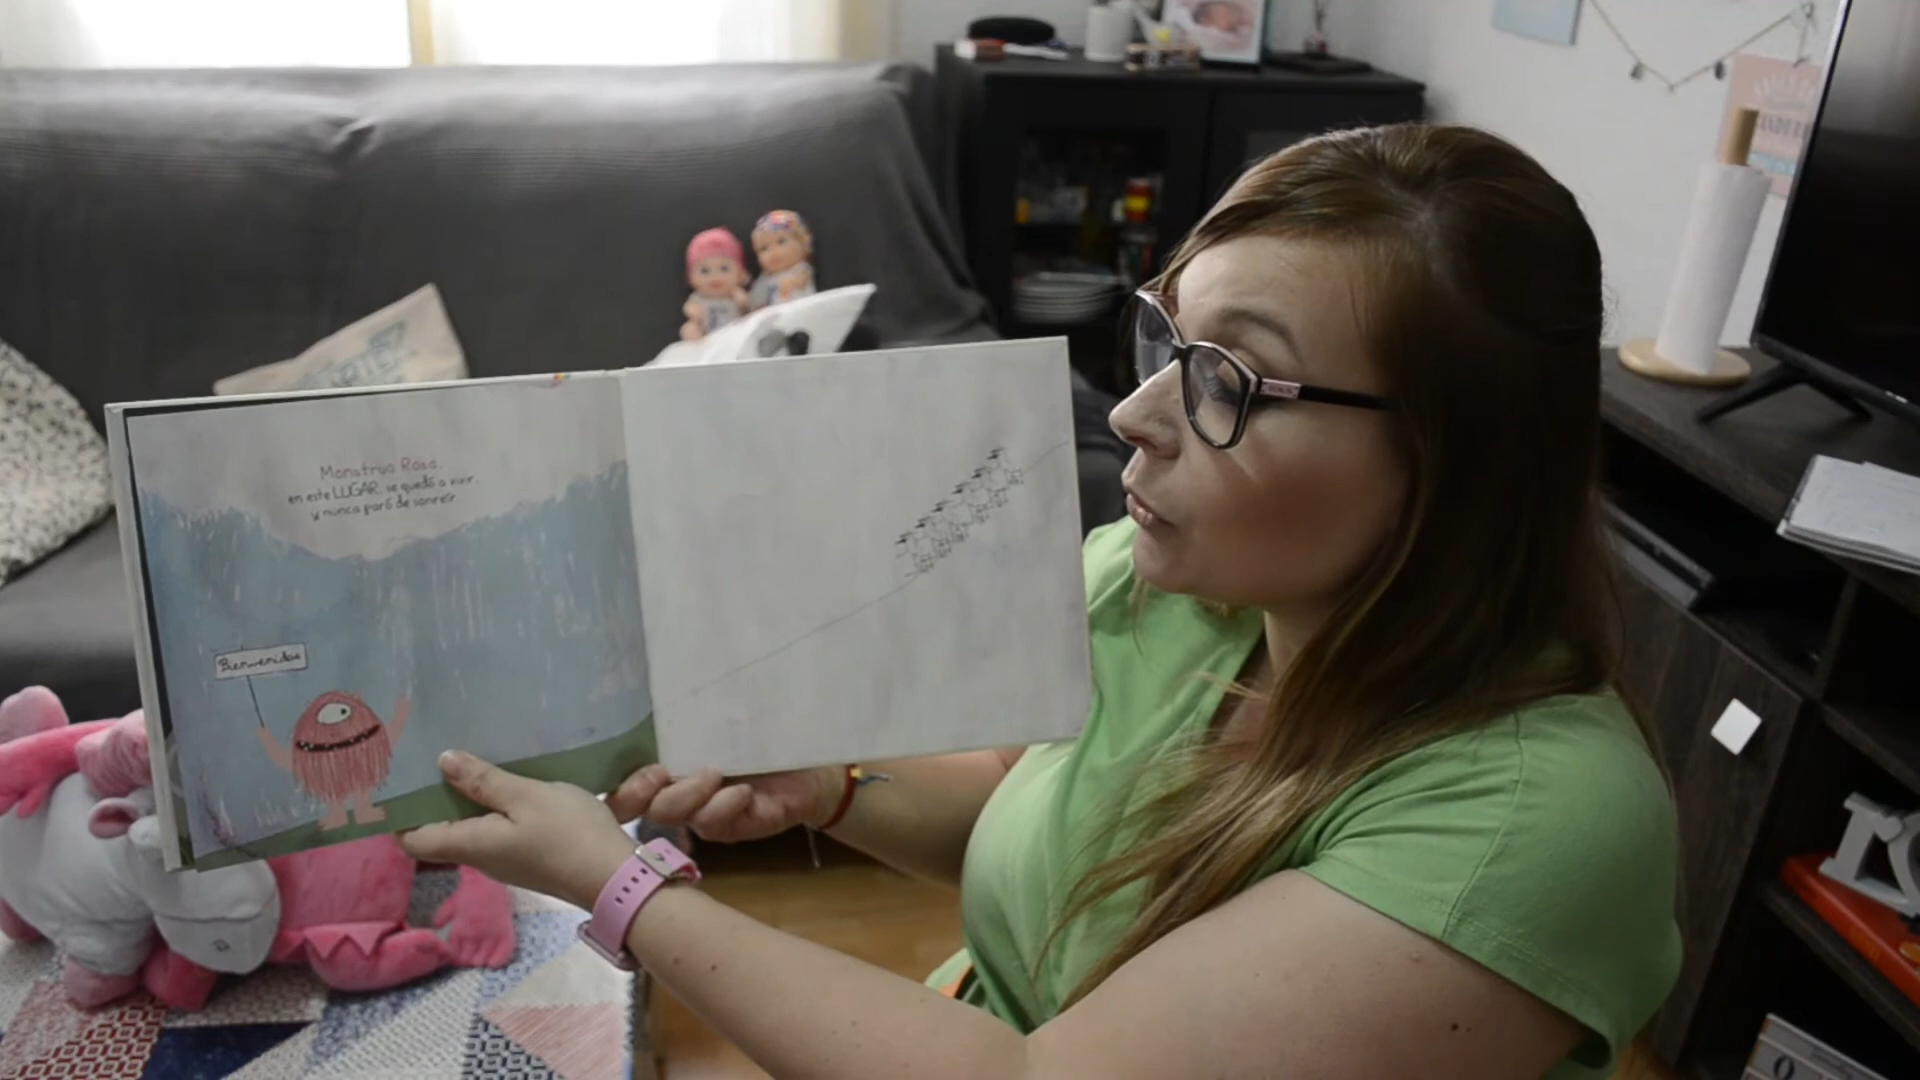 Monstruo Rosa,
en este LUGAR, se quedó a vivir,
y nunca paró de sonreír
Bienvenidos